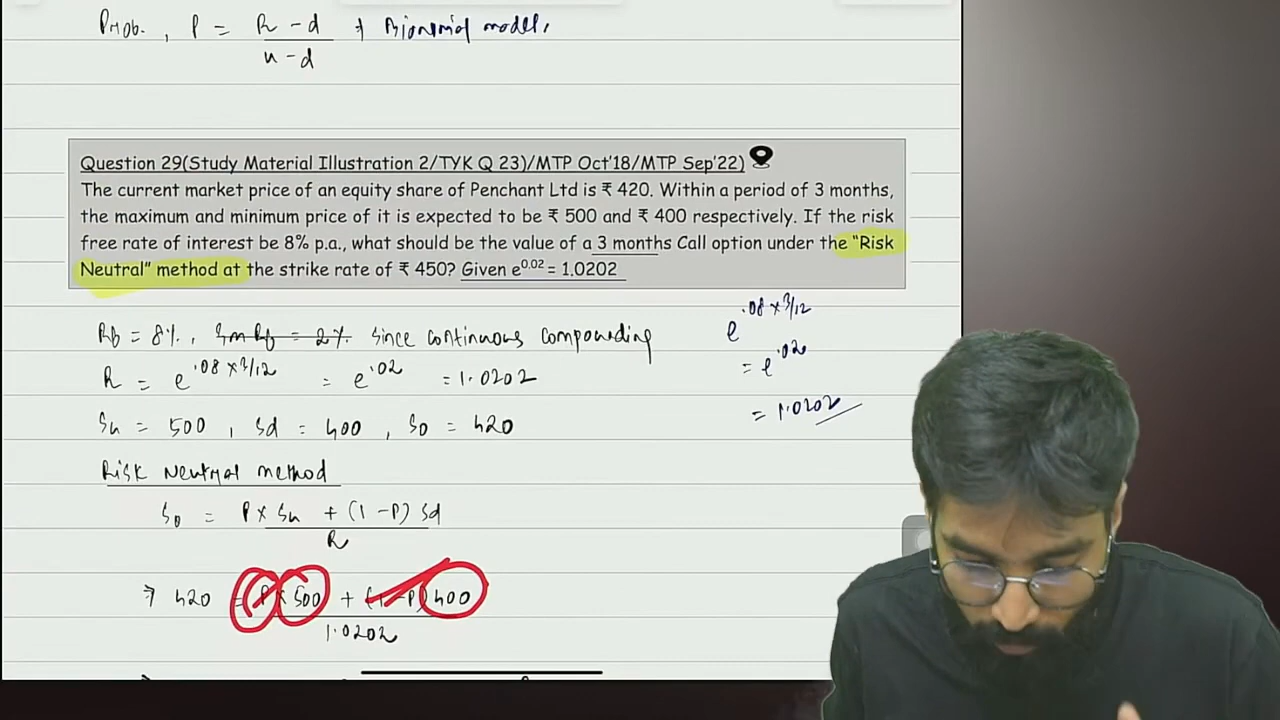 Prob., P = R - d / u - d → Binomial model,
Question 29(Study Material Illustration 2/TYK Q 23)/MTP Oct'18/MTP Sep'22)
The current market price of an equity share of Penchant Ltd is ₹ 420. Within a period of 3 months,
the maximum and minimum price of it is expected to be ₹ 500 and ₹ 400 respectively. If the risk
free rate of interest be 8% p.a., what should be the value of a 3 months Call option under the “Risk
Neutral” method at the strike rate of ₹ 450? Given e^0.02 = 1.0202
Rf = 8%, 3m Rf = 2% since continuous compounding
R = e^.08 x 3/12 = e^.02 = 1.0202
Su = 500, Sd = 400, S0 = 420
Risk Neutral method
S0 = P x Su + (1 - P) Sd
R
⇒ 420 = P x 500 + (1 - P) 400
1.0202
e^.08 x 3/12
= e^.02
= 1.0202